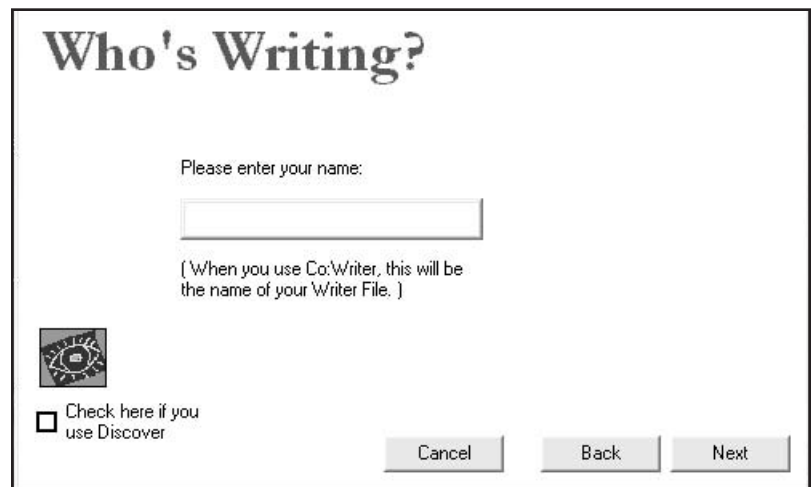 Who's Writing?
Please enter your name:
( When you use Co:Writer, this will be
the name of your Writer File. )
Check here if you
use Discover
Cancel
Back
Next